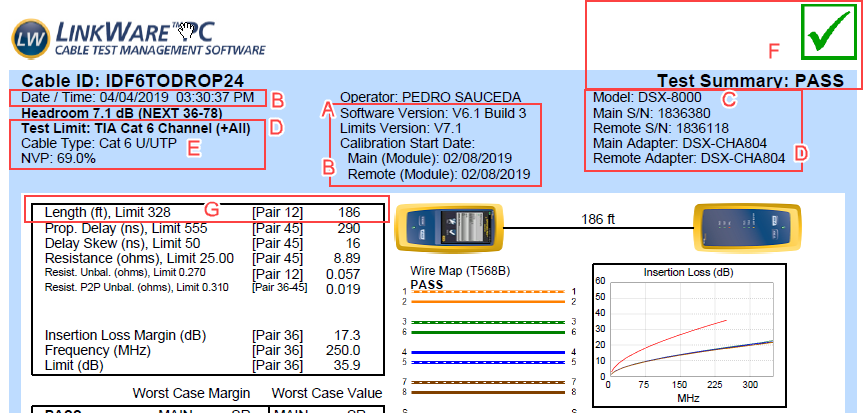 LW LINKWARE™ PC
CABLE TEST MANAGEMENT SOFTWARE
F
Cable ID: IDF6TODROP24
Test Summary: PASS
Date / Time: 04/04/2019 03:30:37 PM
B
Headroom 7.1 dB (NEXT 36-78)
Test Limit: TIA Cat 6 Channel (+All)
D
Cable Type: Cat 6 U/UTP
E
NVP: 69.0%
Operator: PEDRO SAUCEDA
A
Software Version: V6.1 Build 3
Limits Version: V7.1
Calibration Start Date:
B
Main (Module): 02/08/2019
Remote (Module): 02/08/2019
Model: DSX-8000
C
Main S/N: 1836380
Remote S/N: 1836118
Main Adapter: DSX-CHA804
Remote Adapter: DSX-CHA804
D
Length (ft), Limit 328 [Pair 12] 186
G
Prop. Delay (ns), Limit 555 [Pair 45] 290
Delay Skew (ns), Limit 50 [Pair 45] 16
Resistance (ohms), Limit 25.00 [Pair 45] 8.89
Resist. Unbal. (ohms), Limit 0.270 [Pair 12] 0.057
Resist. P2P Unbal. (ohms), Limit 0.310 [Pair 36-45] 0.019
Insertion Loss Margin (dB) [Pair 36] 17.3
Frequency (MHz) [Pair 36] 250.0
Limit (dB) [Pair 36] 35.9
Worst Case Margin Worst Case Value
PASS MAIN SR MAIN SR
186 ft
Wire Map (T568B)
PASS
1 1
2 2
3 3
6 6
4 4
5 5
7 7
8 8
S S
Insertion Loss (dB)
60
50
40
30
20
10
0
0 75 150 225 300
MHz